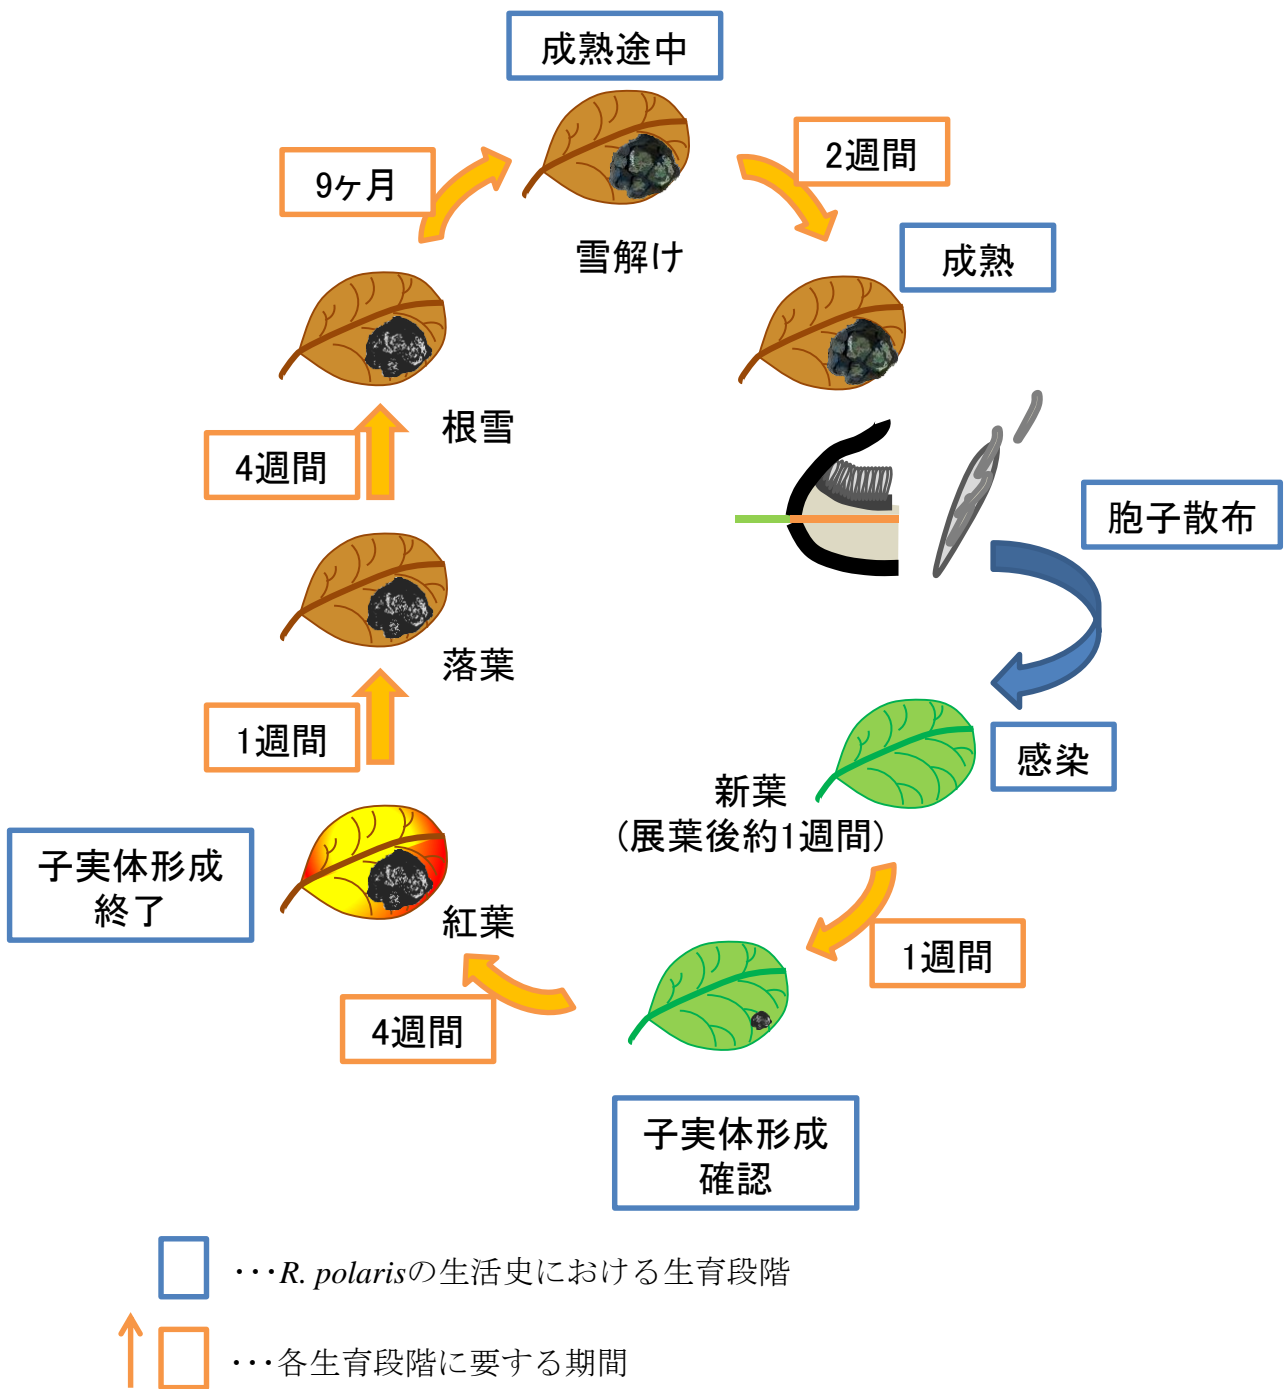 成熟途中
9ヶ月
2週間
雪解け
成熟
根雪
4週間
胞子散布
落葉
1週間
感染
新葉
(展葉後約1週間)
子実体形成
終了
紅葉
1週間
4週間
子実体形成
確認
･･･R. polarisの生活史における生育段階
･･･各生育段階に要する期間